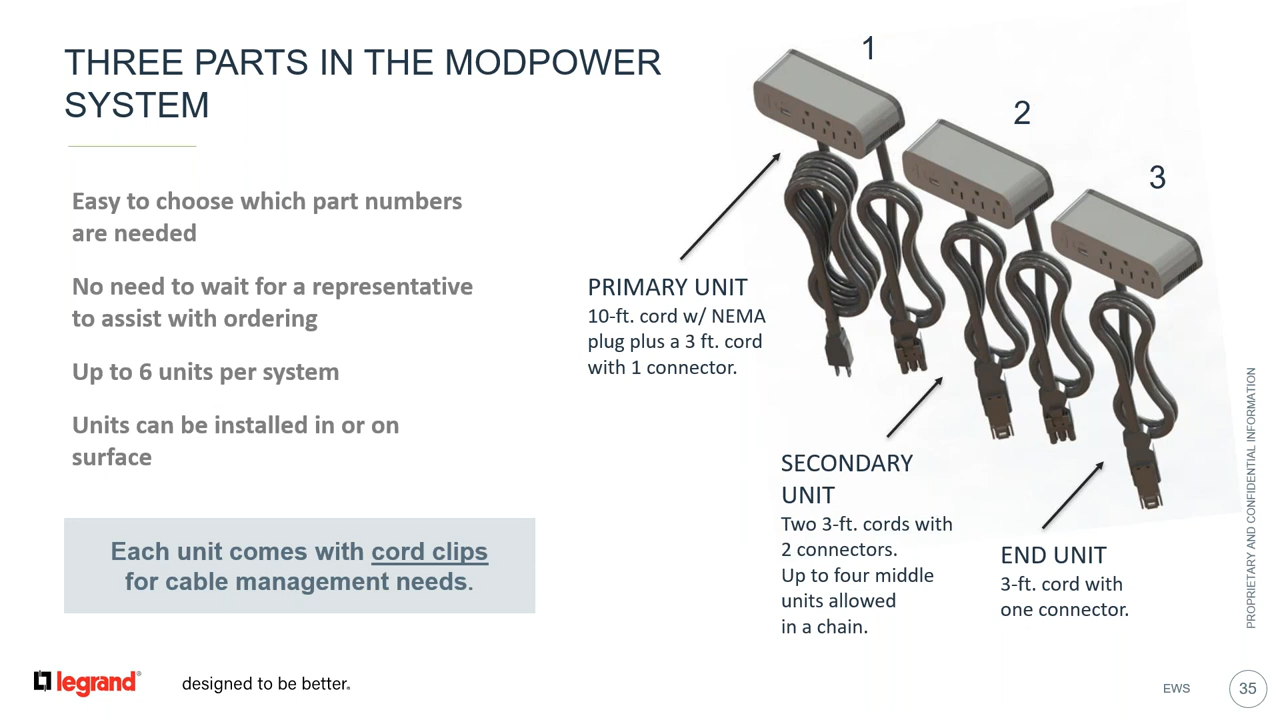 THREE PARTS IN THE MODPOWER
SYSTEM
Easy to choose which part numbers
are needed
No need to wait for a representative
to assist with ordering
Up to 6 units per system
Units can be installed in or on
surface
Each unit comes with cord clips
for cable management needs.
1
2
3
PRIMARY UNIT
10-ft. cord w/ NEMA
plug plus a 3 ft. cord
with 1 connector.
SECONDARY
UNIT
Two 3-ft. cords with
2 connectors.
Up to four middle
units allowed
in a chain.
END UNIT
3-ft. cord with
one connector.
PROPRIETARY AND CONFIDENTIAL INFORMATION
legrand®
designed to be better.
EWS
35